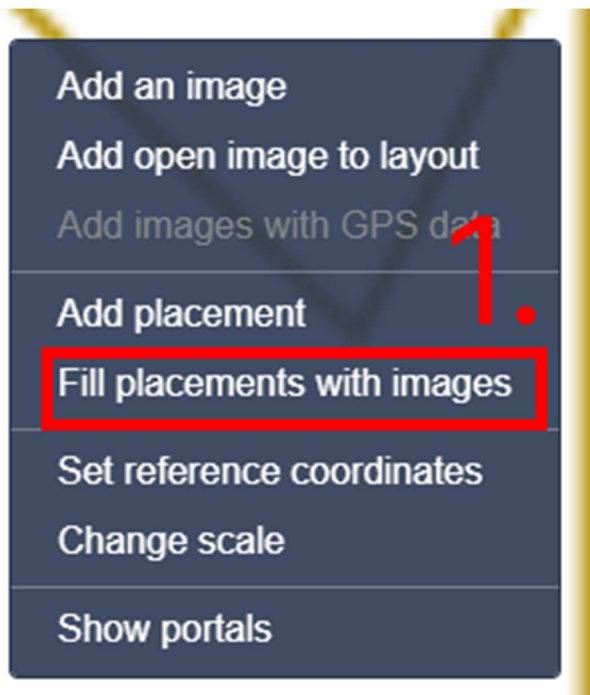 Add an image
Add open image to layout
Add images with GPS data
1.
Add placement
Fill placements with images
Set reference coordinates
Change scale
Show portals